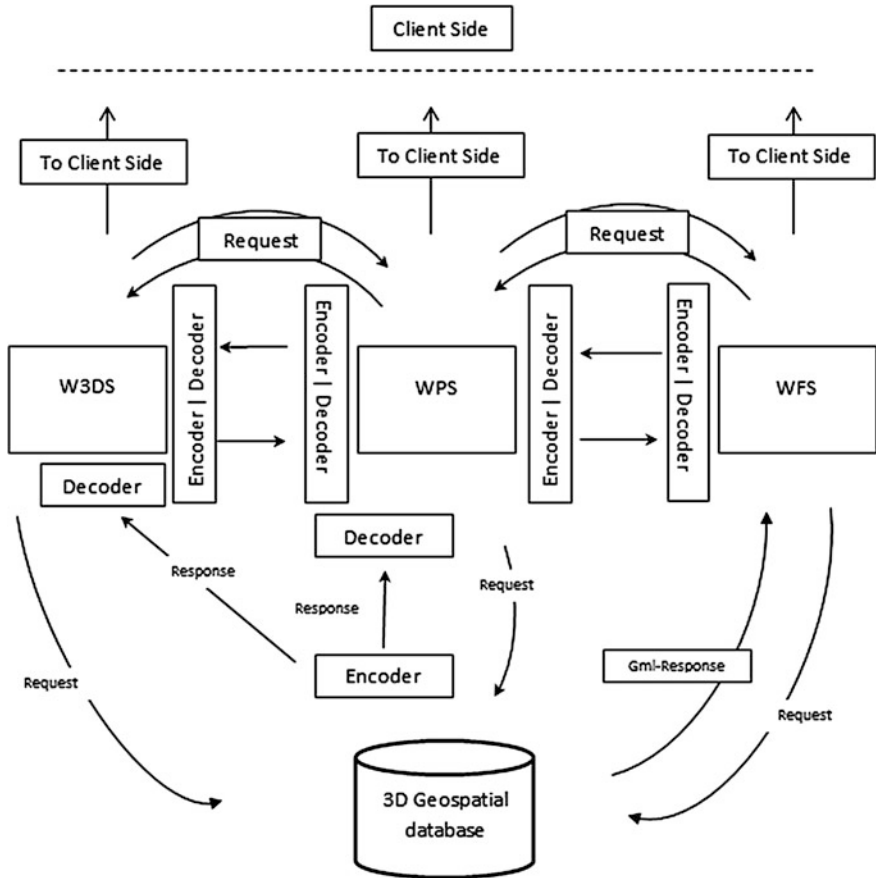 Client Side
To Client Side
To Client Side
To Client Side
Request
Request
W3DS
Encoder | Decoder
Encoder | Decoder
WPS
Encoder | Decoder
Encoder | Decoder
WFS
Decoder
Decoder
Response
Request
Response
Encoder
Gml-Response
Request
Request
3D Geospatial
database